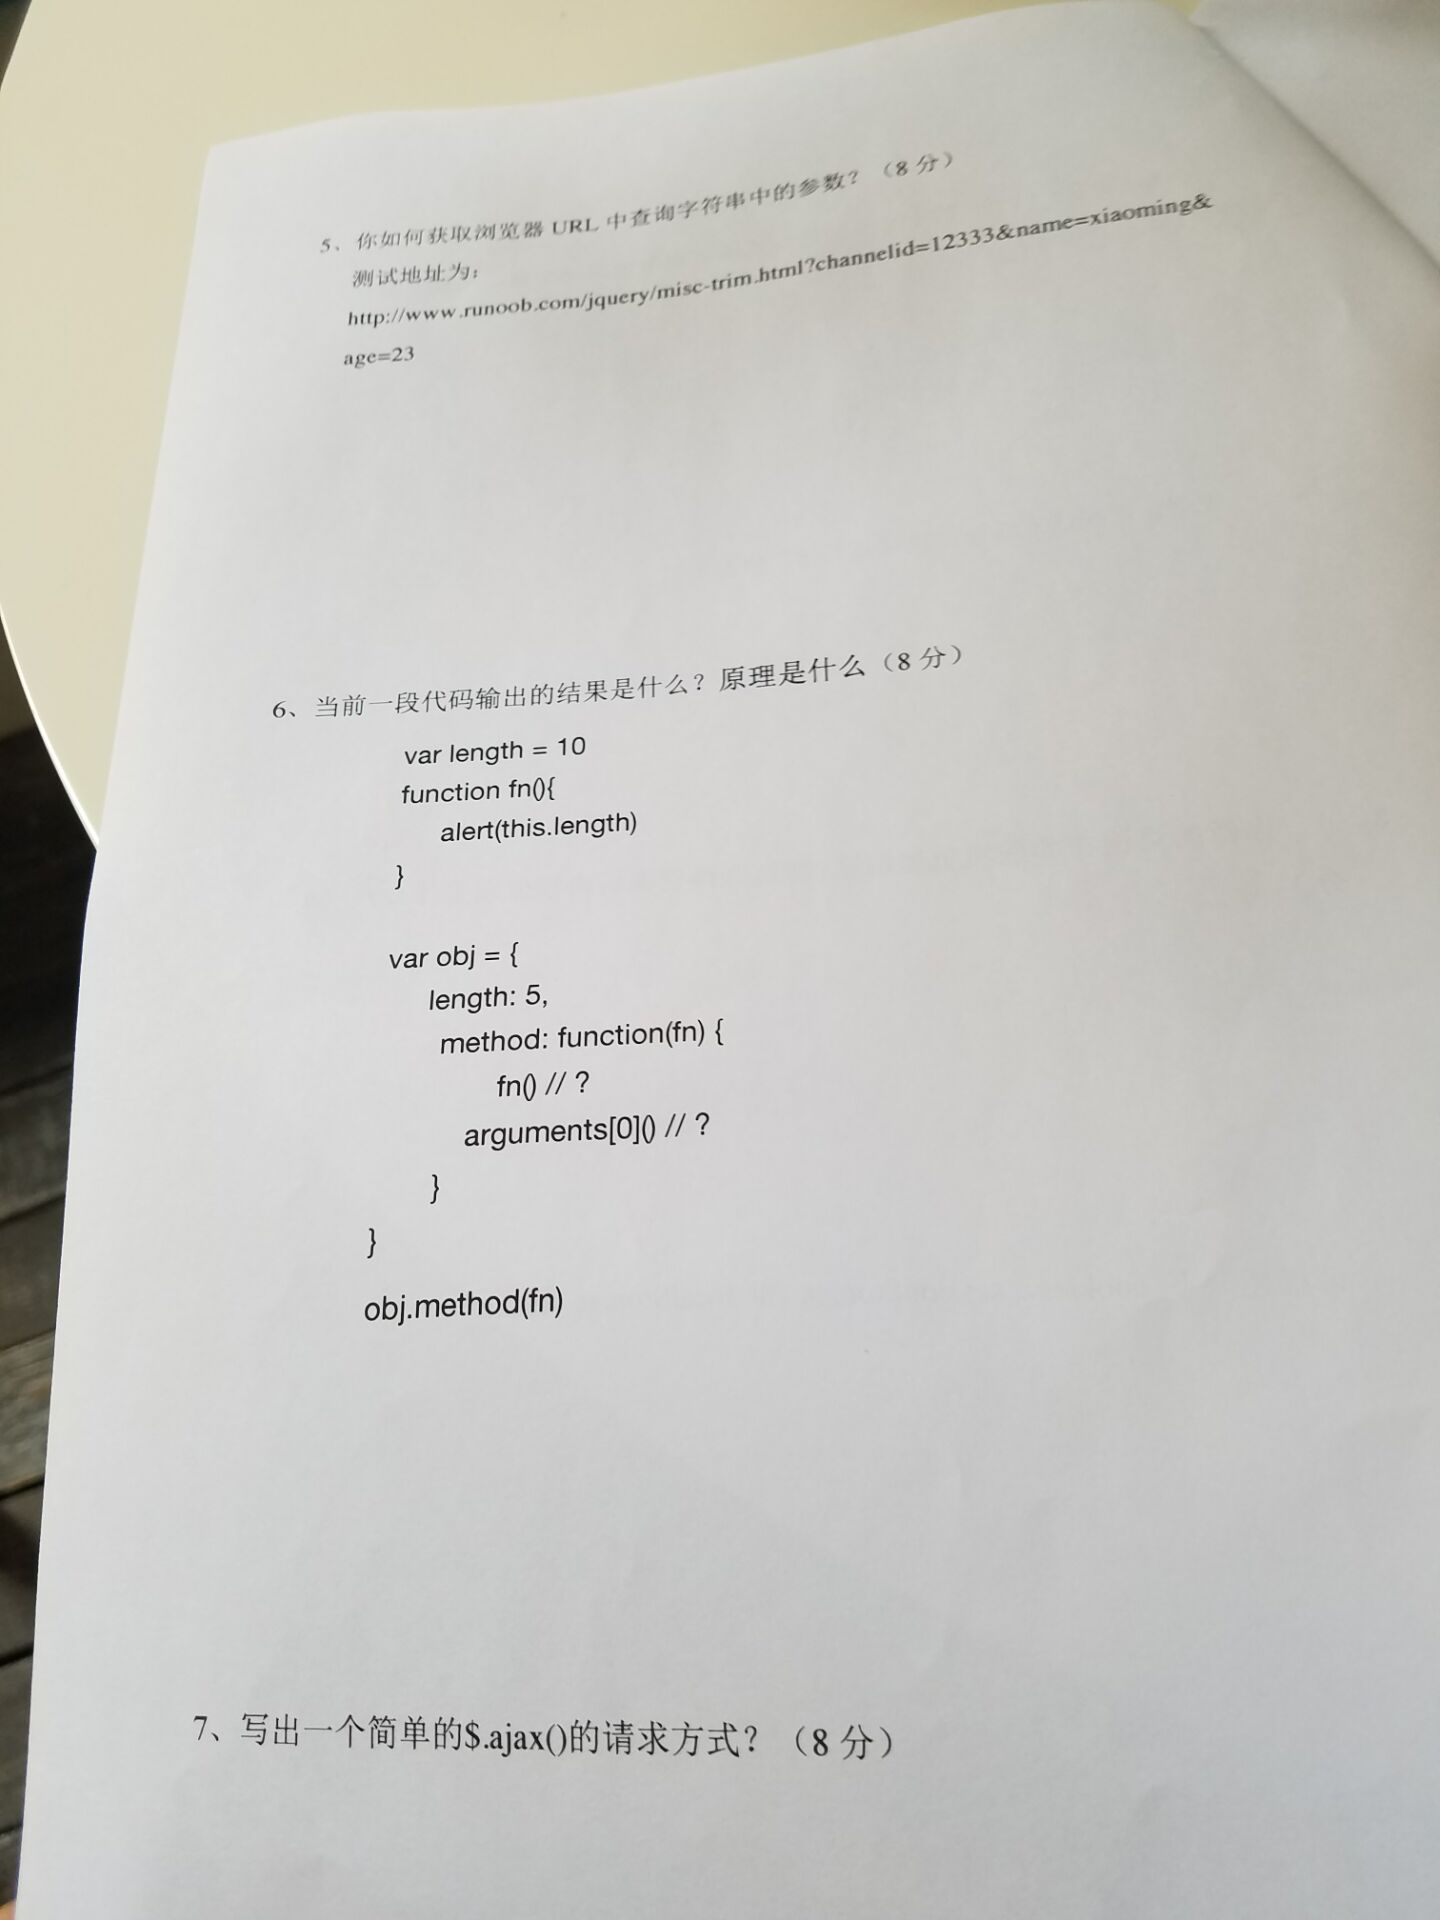 5、你如何获取浏览器 URL 中查询字符串中的参数？（8 分）
测试地址为：
http://www.runoob.com/jquery/misc-trim.html?channelid=12333&name=xiaoming&
age=23
6、当前一段代码输出的结果是什么？原理是什么（8 分）
var length = 10
function fn(){
alert(this.length)
}
var obj = {
length: 5,
method: function(fn) {
fn() // ?
arguments[0]() // ?
}
}
obj.method(fn)
7、写出一个简单的$.ajax()的请求方式？（8 分）